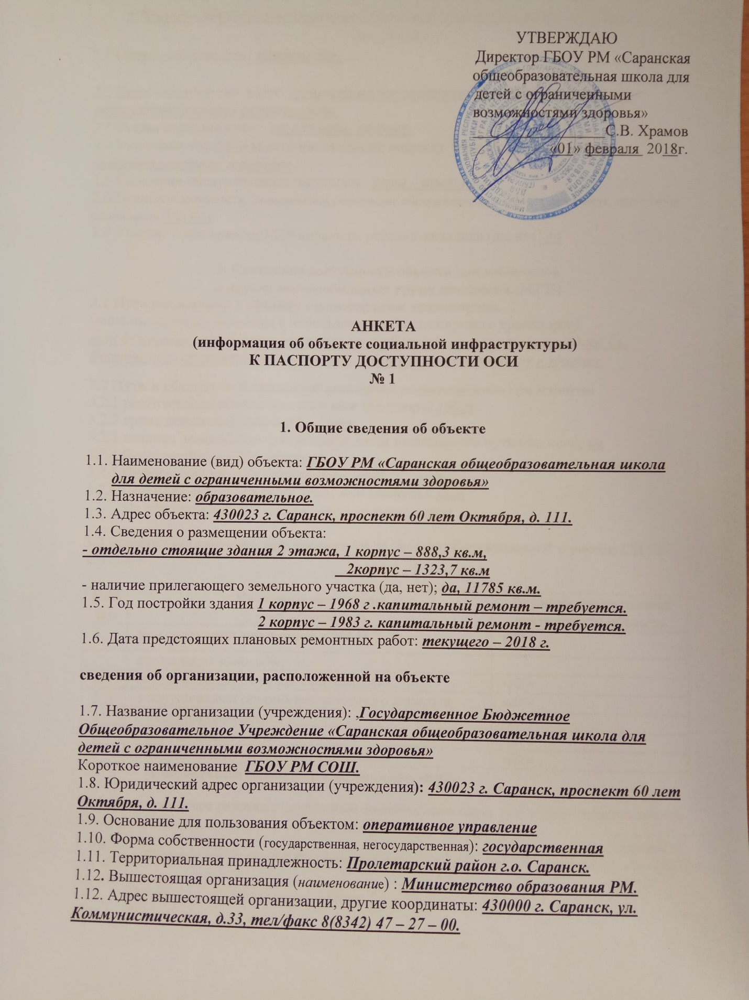 УТВЕРЖДАЮ
Директор ГБОУ РМ «Саранская
общеобразовательная школа для
детей с ограниченными
возможностями здоровья»
С.В. Храмов
«01» февраля 2018г.
АНКЕТА
(информация об объекте социальной инфраструктуры)
К ПАСПОРТУ ДОСТУПНОСТИ ОСИ
№ 1
1. Общие сведения об объекте
1.1. Наименование (вид) объекта: ГБОУ РМ «Саранская общеобразовательная школа
для детей с ограниченными возможностями здоровья»
1.2. Назначение: образовательное.
1.3. Адрес объекта: 430023 г. Саранск, проспект 60 лет Октября, д. 111.
1.4. Сведения о размещении объекта:
- отдельно стоящие здания 2 этажа, 1 корпус – 888,3 кв.м,
2корпус – 1323,7 кв.м
- наличие прилегающего земельного участка (да, нет); да, 11785 кв.м.
1.5. Год постройки здания 1 корпус – 1968 г .капитальный ремонт – требуется.
2 корпус – 1983 г. капитальный ремонт - требуется.
1.6. Дата предстоящих плановых ремонтных работ: текущего – 2018 г.
сведения об организации, расположенной на объекте
1.7. Название организации (учреждения): ,Государственное Бюджетное
Общеобразовательное Учреждение «Саранская общеобразовательная школа для
детей с ограниченными возможностями здоровья»
Короткое наименование ГБОУ РМ СОШ.
1.8. Юридический адрес организации (учреждения): 430023 г. Саранск, проспект 60 лет
Октября, д. 111.
1.9. Основание для пользования объектом: оперативное управление
1.10. Форма собственности (государственная, негосударственная): государственная
1.11. Территориальная принадлежность: Пролетарский район г.о. Саранск.
1.12. Вышестоящая организация (наименование) : Министерство образования РМ.
1.12. Адрес вышестоящей организации, другие координаты: 430000 г. Саранск, ул.
Коммунистическая, д.33, тел/факс 8(8342) 47 – 27 – 00.